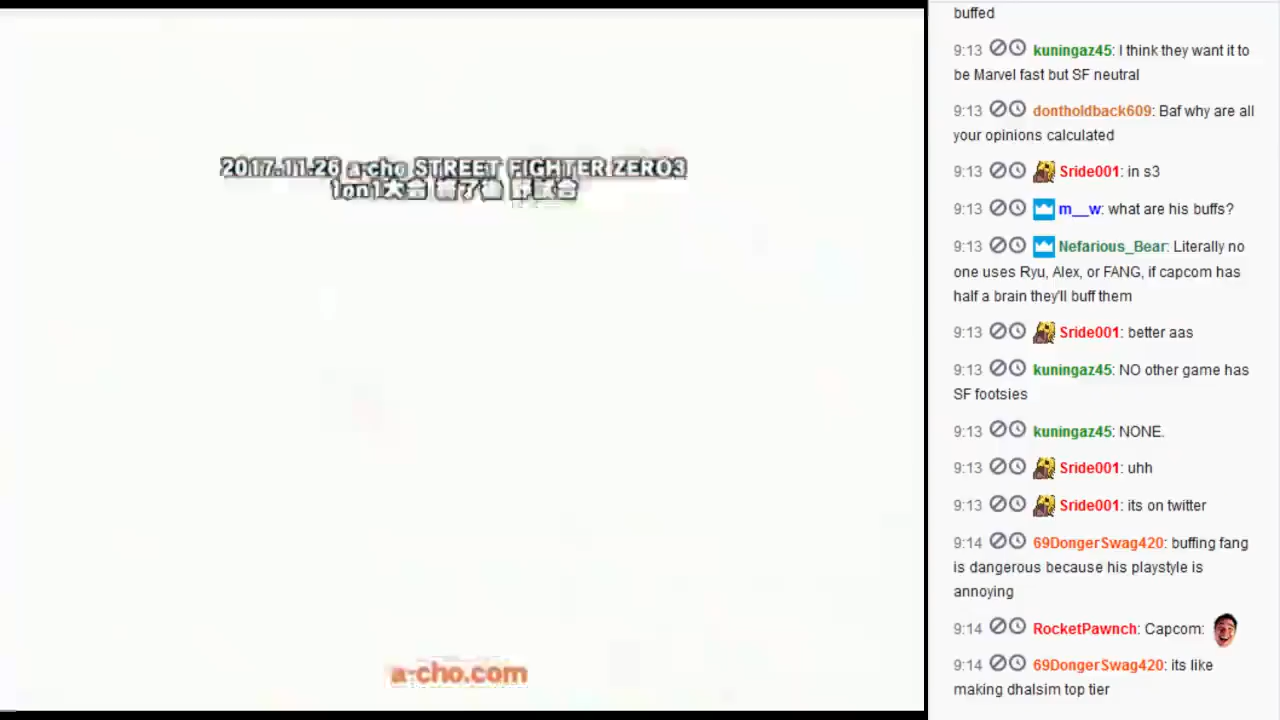 2017.11.26 a-cho STREET FIGHTER ZERO3
1on1大会 終了後 野試合
a-cho.com
buffed
9:13 kuningaz45: I think they want it to
be Marvel fast but SF neutral
9:13 dontholdback609: Baf why are all
your opinions calculated
9:13 Sride001: in s3
9:13 m__w: what are his buffs?
9:13 Nefarious_Bear: Literally no
one uses Ryu, Alex, or FANG, if capcom has
half a brain they'll buff them
9:13 Sride001: better aas
9:13 kuningaz45: NO other game has
SF footsies
9:13 kuningaz45: NONE.
9:13 Sride001: uhh
9:13 Sride001: its on twitter
9:14 69DongerSwag420: buffing fang
is dangerous because his playstyle is
annoying
9:14 RocketPawnch: Capcom:
9:14 69DongerSwag420: its like
making dhalsim top tier